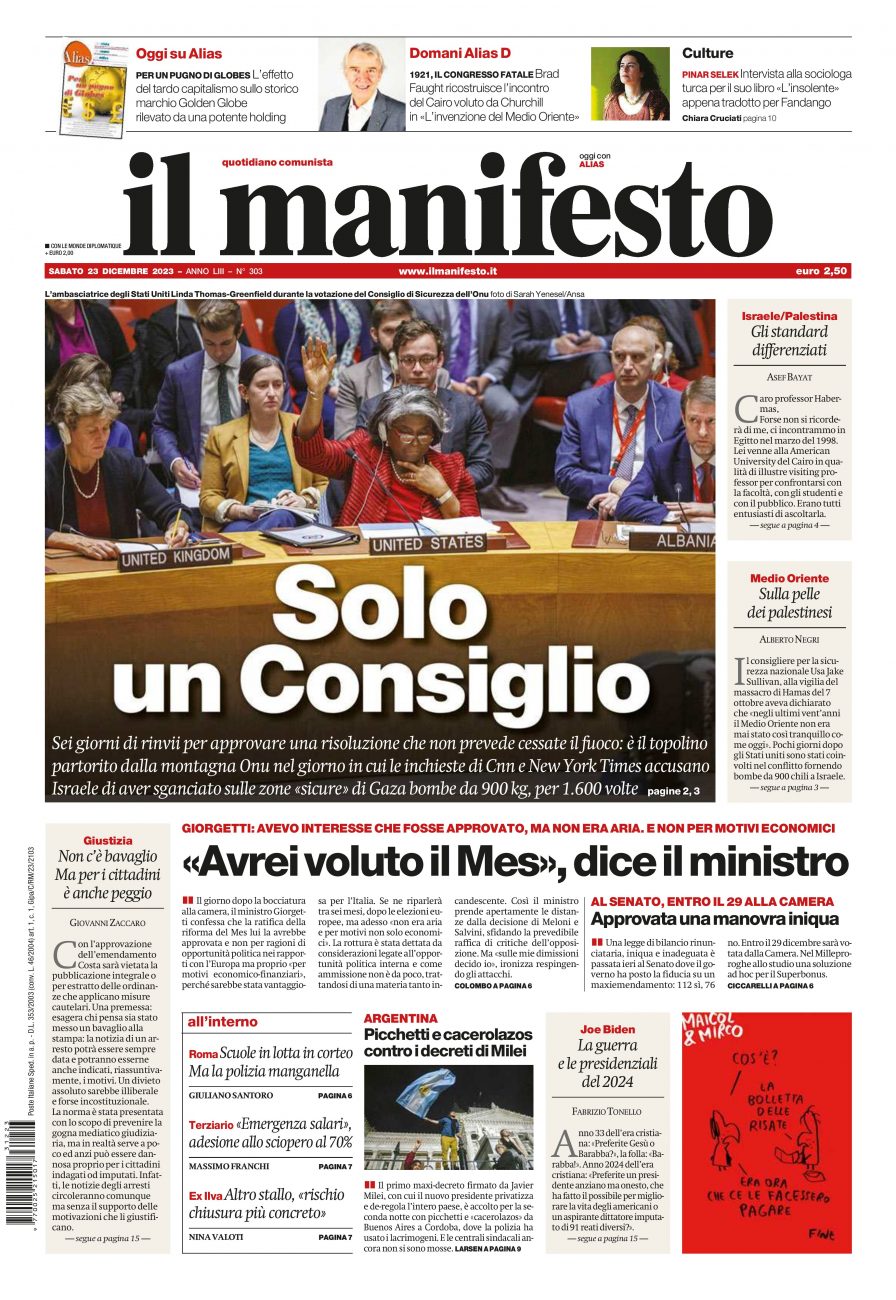 Oggi su Alias
PER UN PUGNO DI GLOBES L'effetto
del tardo capitalismo sullo storico
marchio Golden Globe
rilevato da una potente holding
Domani Alias D
1921, IL CONGRESSO FATALE Brad
Faught ricostruisce l'incontro
del Cairo voluto da Churchill
in «L'invenzione del Medio Oriente»
Culture
PINAR SELEK Intervista alla sociologa
turca per il suo libro «L'insolente»
appena tradotto per Fandango
Chiara Cruciati pagina 10
Alias
quotidiano comunista
oggi con
ALIAS
il manifesto
■ CON LE MONDE DIPLOMATIQUE
+ EURO 2,00
SABATO 23 DICEMBRE 2023 – ANNO LIII – N° 303
www.ilmanifesto.it
euro 2,50
L'ambasciatrice degli Stati Uniti Linda Thomas-Greenfield durante la votazione del Consiglio di Sicurezza dell'Onu foto di Sarah Yenesel/Ansa
UNITED KINGDOM
UNITED STATES
ALBANIA
Solo
un Consiglio
Sei giorni di rinvii per approvare una risoluzione che non prevede cessate il fuoco: è il topolino
partorito dalla montagna Onu nel giorno in cui le inchieste di Cnn e New York Times accusano
Israele di aver sganciato sulle zone «sicure» di Gaza bombe da 900 kg, per 1.600 volte pagine 2, 3
Israele/Palestina
Gli standard
differenziati
ASEF BAYAT
Caro professor Haber-
mas,
Forse non si ricorde-
rà di me, ci incontrammo in
Egitto nel marzo del 1998.
Lei venne alla American
University del Cairo in qua-
lità di illustre visiting pro-
fessor per confrontarsi con
la facoltà, con gli studenti e
con il pubblico. Erano tutti
entusiasti di ascoltarla.
— segue a pagina 4 —
Medio Oriente
Sulla pelle
dei palestinesi
ALBERTO NEGRI
Il consigliere per la sicu-
rezza nazionale Usa Jake
Sullivan, alla vigilia del
massacro di Hamas del 7
ottobre aveva dichiarato
che «negli ultimi vent'anni
il Medio Oriente non era
mai stato così tranquillo co-
me oggi». Pochi giorni dopo
gli Stati uniti sono stati coin-
volti nel conflitto fornendo
bombe da 900 chili a Israele.
— segue a pagina 3 —
Giustizia
Non c'è bavaglio
Ma per i cittadini
è anche peggio
GIOVANNI ZACCARO
Con l'approvazione
dell'emendamento
Costa sarà vietata la
pubblicazione integrale o
per estratto delle ordinan-
ze che applicano misure
cautelari. Una premessa:
esagera chi pensa sia stato
messo un bavaglio alla
stampa: la notizia di un ar-
resto potrà essere sempre
data e potranno esserne
anche indicati, riassuntiva-
mente, i motivi. Un divieto
assoluto sarebbe illiberale
e forse incostituzionale.
La norma è stata presentata
con lo scopo di prevenire la
gogna mediatico giudizia-
ria, ma in realtà serve a po-
co ed anzi può essere dan-
nosa proprio per i cittadini
indagati od imputati. Infat-
ti, le notizie degli arresti
circoleranno comunque
ma senza il supporto delle
motivazioni che li giustifi-
cano.
— segue a pagina 15 —
GIORGETTI: AVEVO INTERESSE CHE FOSSE APPROVATO, MA NON ERA ARIA. E NON PER MOTIVI ECONOMICI
«Avrei voluto il Mes», dice il ministro
Il giorno dopo la bocciatura
alla camera, il ministro Giorget-
ti confessa che la ratifica della
riforma del Mes lui la avrebbe
approvata e non per ragioni di
opportunità politica nei rappor-
ti con l'Europa ma proprio «per
motivi economico-finanziari»,
perché sarebbe stata vantaggio-
sa per l'Italia. Se ne riparlerà
tra sei mesi, dopo le elezioni eu-
ropee, ma adesso «non era aria
e per motivi non solo economi-
ci». La rottura è stata dettata da
considerazioni legate all'oppor-
tunità politica interna e come
ammissione non è da poco, trat-
tandosi di una materia tanto in-
candescente. Così il ministro
prende apertamente le distan-
ze dalla decisione di Meloni e
Salvini, sfidando la prevedibile
raffica di critiche dell'opposi-
zione. Ma «sulle mie dimissioni
decido io», ironizza respingen-
do gli attacchi.
COLOMBO A PAGINA 6
AL SENATO, ENTRO IL 29 ALLA CAMERA
Approvata una manovra iniqua
Una legge di bilancio rinun-
ciataria, iniqua e inadeguata è
passata ieri al Senato dove il go-
verno ha posto la fiducia su un
maxiemendamento: 112 sì, 76
no. Entro il 29 dicembre sarà vo-
tata dalla Camera. Nel Millepro-
roghe allo studio una soluzione
ad hoc per il Superbonus.
CICCARELLI A PAGINA 6
all'interno
Roma Scuole in lotta in corteo
Ma la polizia manganella
GIULIANO SANTORO PAGINA 6
Terziario «Emergenza salari»,
adesione allo sciopero al 70%
MASSIMO FRANCHI PAGINA 7
Ex Ilva Altro stallo, «rischio
chiusura più concreto»
NINA VALOTI PAGINA 7
ARGENTINA
Picchetti e cacerolazos
contro i decreti di Milei
Il primo maxi-decreto firmato da Javier
Milei, con cui il nuovo presidente privatizza
e de-regola l'intero paese, è accolto per la se-
conda notte con picchetti e «cacerolazos» da
Buenos Aires a Cordoba, dove la polizia ha
usato i lacrimogeni. E le centrali sindacali an-
cora non si sono mosse. LARSEN A PAGINA 9
Joe Biden
La guerra
e le presidenziali
del 2024
FABRIZIO TONELLO
Anno 33 dell'era cristia-
na: «Preferite Gesù o
Barabba?», la folla: «Ba-
rabba!». Anno 2024 dell'era
cristiana: «Preferite un pre-
sidente anziano ma onesto, che
ha fatto il possibile per miglio-
rare la vita degli americani o
un aspirante dittatore imputa-
to di 91 reati diversi?».
— segue a pagina 15 —
MAICOL
& MIRCO
COS'È?
LA
BOLLETTA
DELLE
RISATE
ERA ORA
CHE CE LE FACESSERO
PAGARE
FINE
Poste Italiane Sped. in a. p. - D.L. 353/2003 (conv. L. 46/2004) art. 1, c. 1, Gipa/C/RM/23/2103